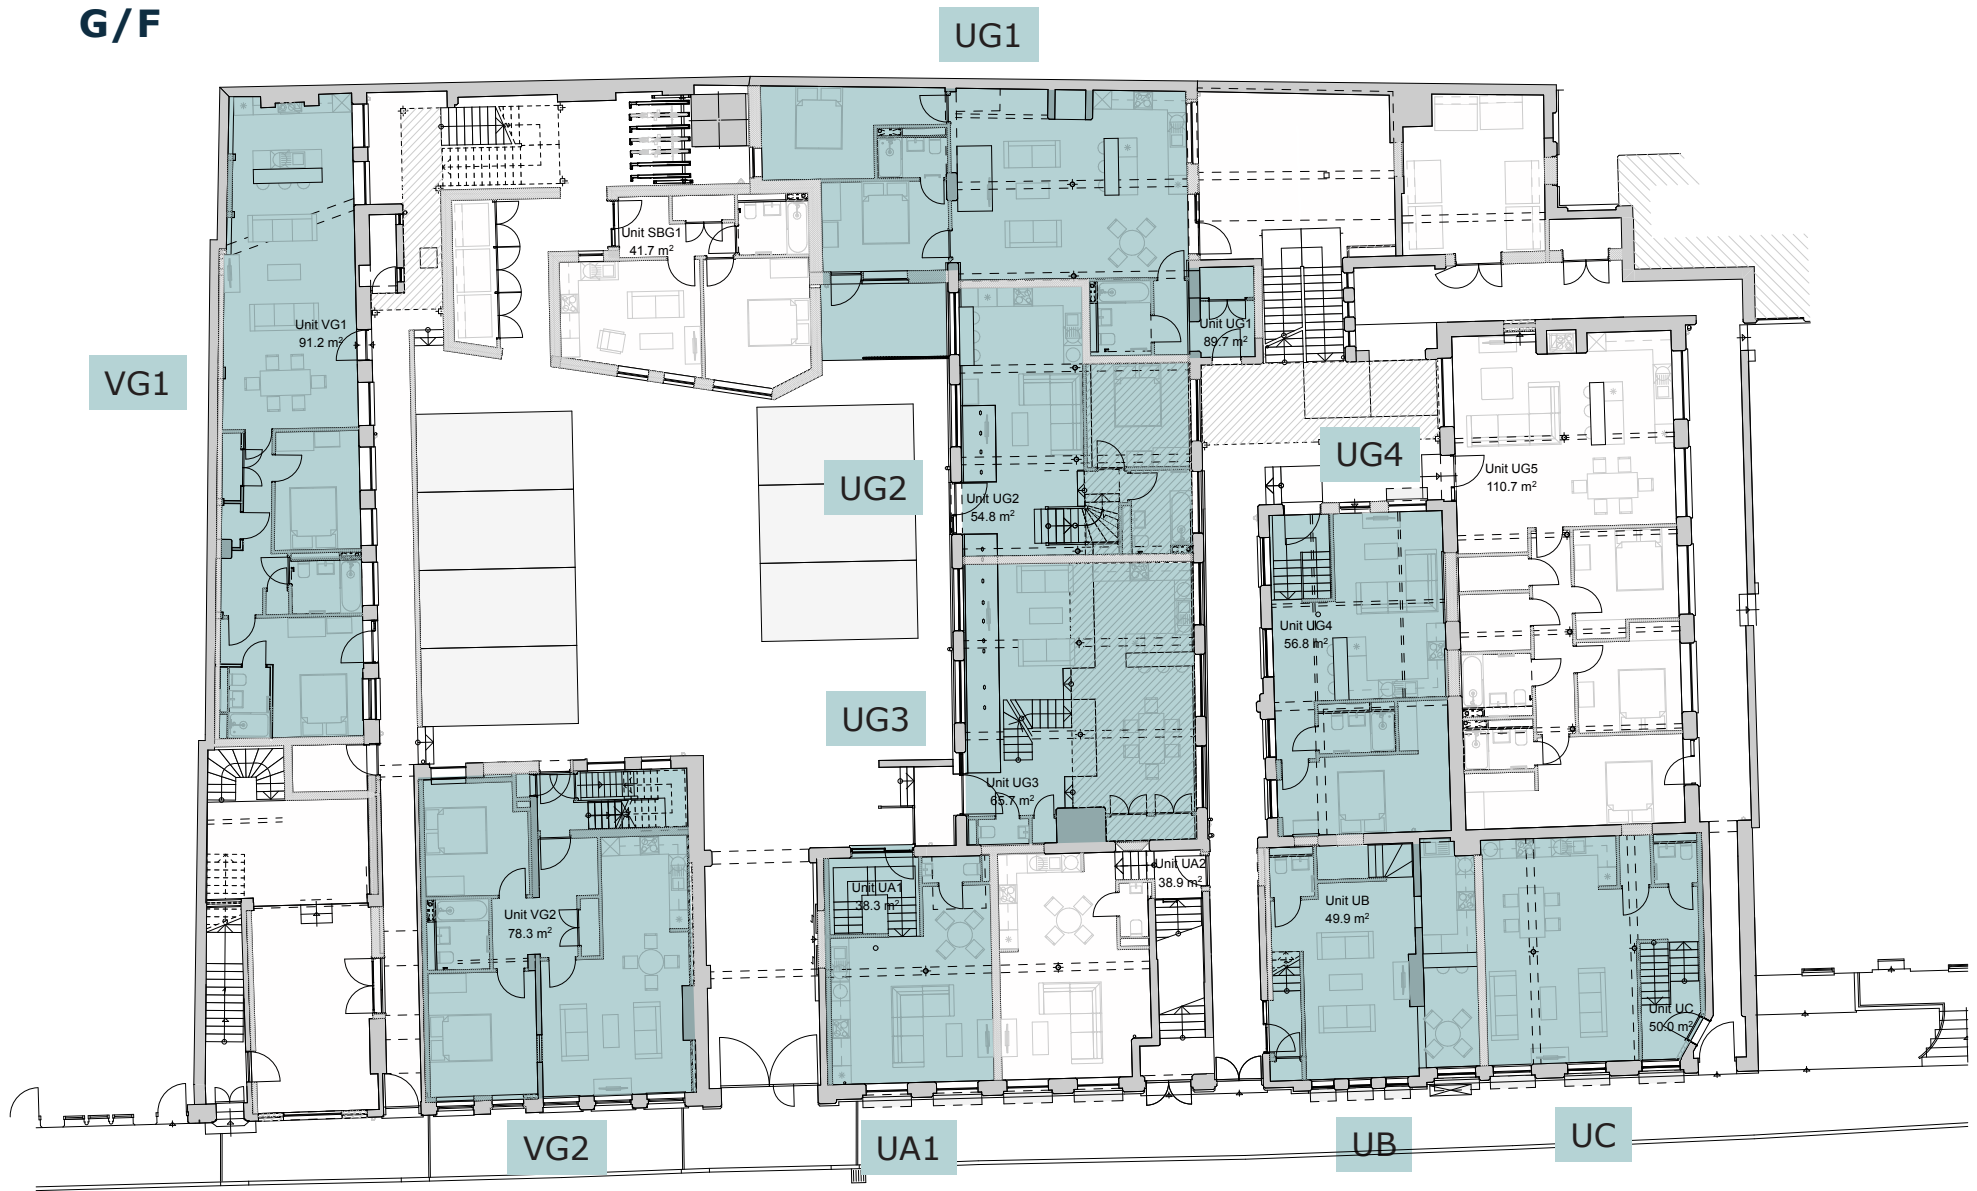 G/F
UG1
Unit SBG1
41.7 m²
Unit VG1
91.2 m²
Unit UG1
89.7 m²
VG1
UG4
UG2
Unit UG5
110.7 m²
Unit UG2
54.8 m²
Unit UG4
56.8 m²
UG3
Unit UG3
65.7 m²
Unit UA2
38.9 m²
Unit UA1
38.3 m²
Unit UB
49.9 m²
Unit VG2
78.3 m²
Unit UC
50.0 m²
VG2
UA1
UB
UC